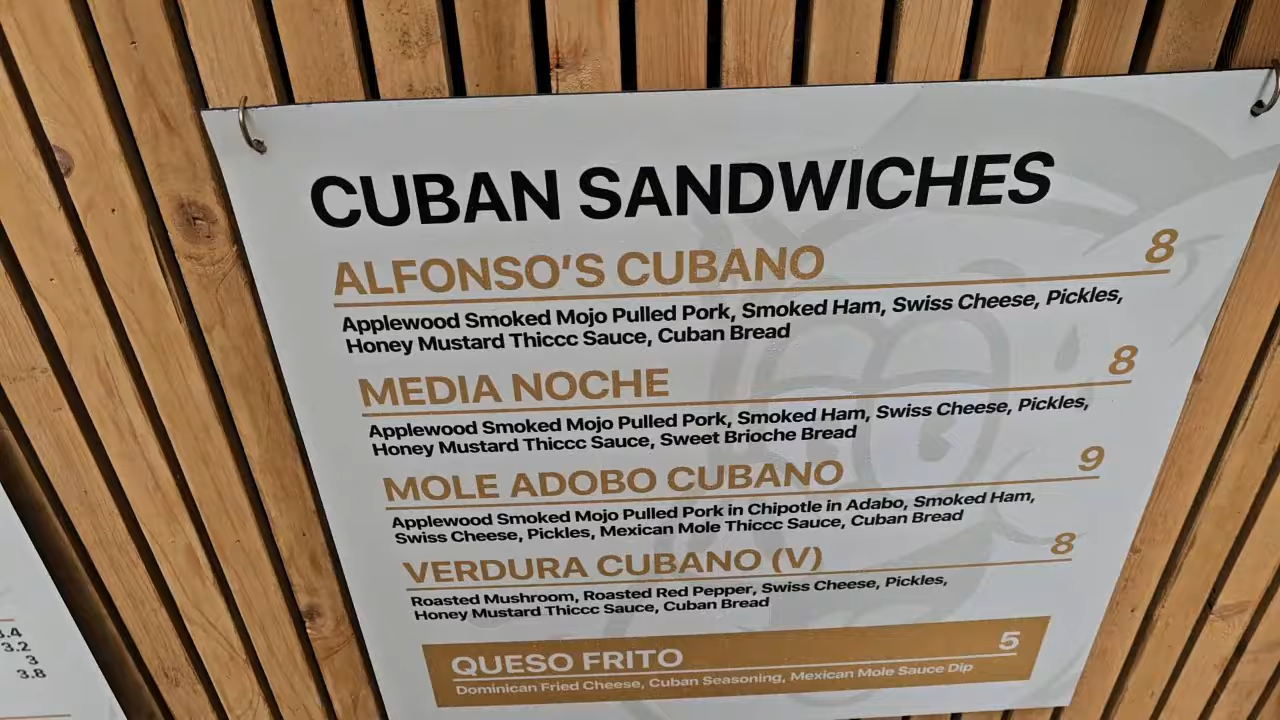 CUBAN SANDWICHES
ALFONSO'S CUBANO 8
Applewood Smoked Mojo Pulled Pork, Smoked Ham, Swiss Cheese, Pickles,
Honey Mustard Thiccc Sauce, Cuban Bread
MEDIA NOCHE 8
Applewood Smoked Mojo Pulled Pork, Smoked Ham, Swiss Cheese, Pickles,
Honey Mustard Thiccc Sauce, Sweet Brioche Bread
MOLE ADOBO CUBANO 9
Applewood Smoked Mojo Pulled Pork in Chipotle in Adabo, Smoked Ham,
Swiss Cheese, Pickles, Mexican Mole Thiccc Sauce, Cuban Bread
VERDURA CUBANO (V) 8
Roasted Mushroom, Roasted Red Pepper, Swiss Cheese, Pickles,
Honey Mustard Thiccc Sauce, Cuban Bread
QUESO FRITO 5
Dominican Fried Cheese, Cuban Seasoning, Mexican Mole Sauce Dip
3.2
3
3.8